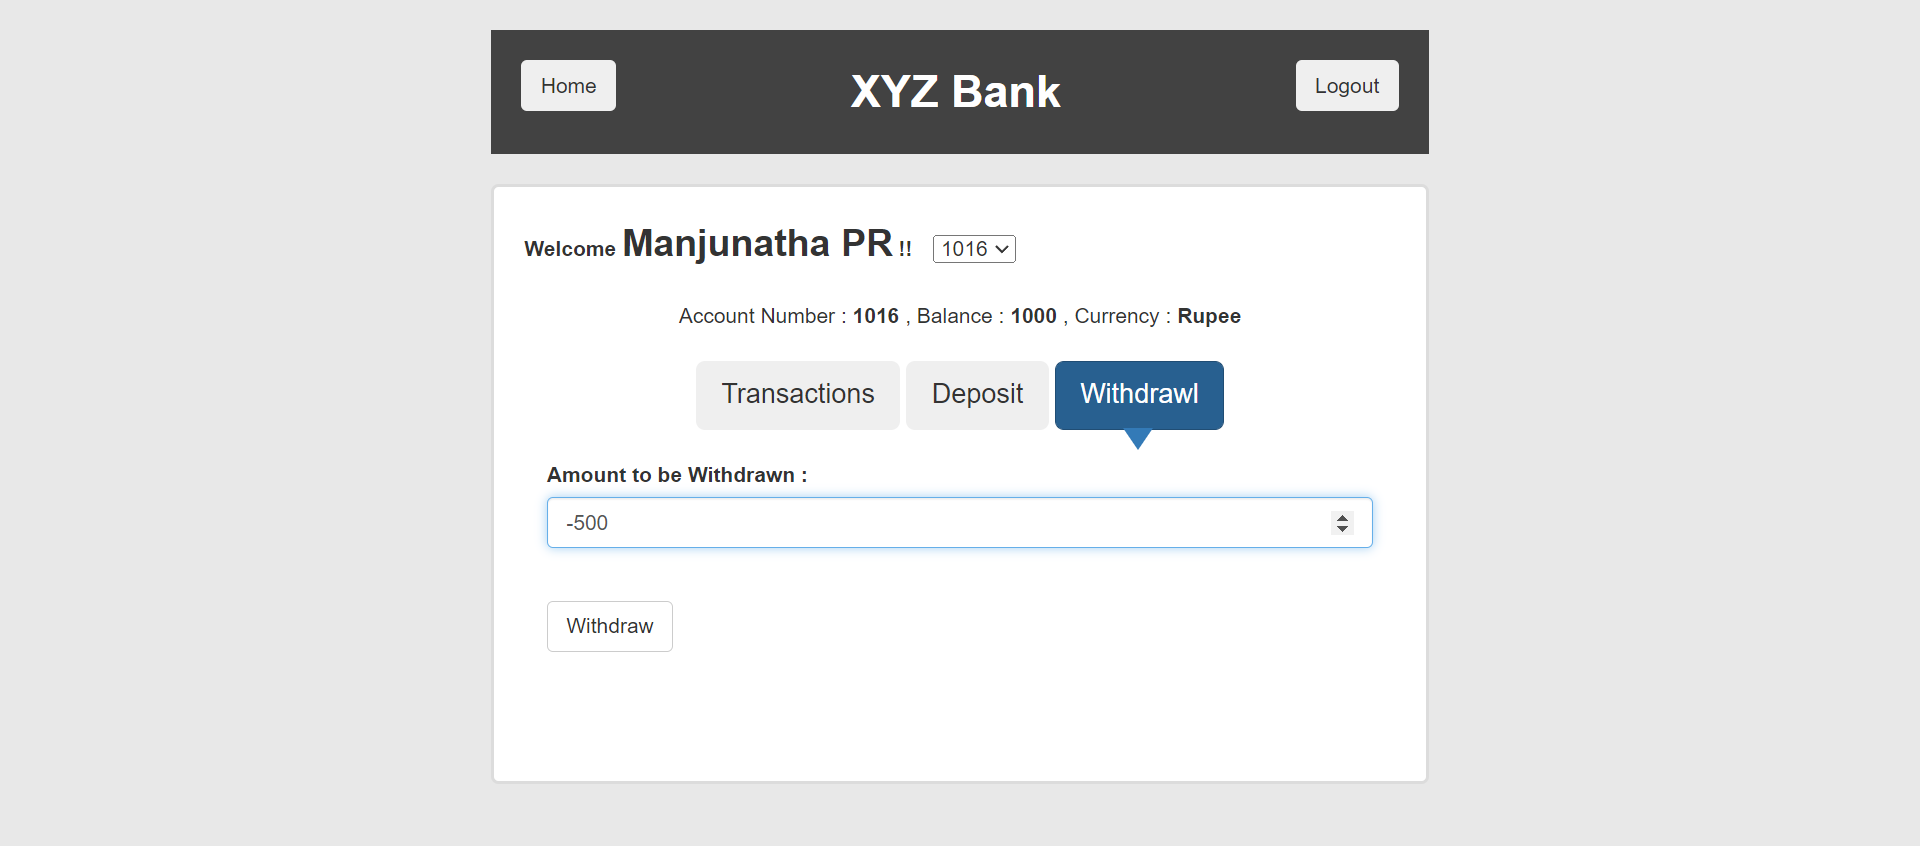 Home XYZ Bank Logout
Welcome Manjunatha PR !! 1016
Account Number : 1016 , Balance : 1000 , Currency : Rupee
Transactions Deposit Withdrawl
Amount to be Withdrawn :
-500
Withdraw